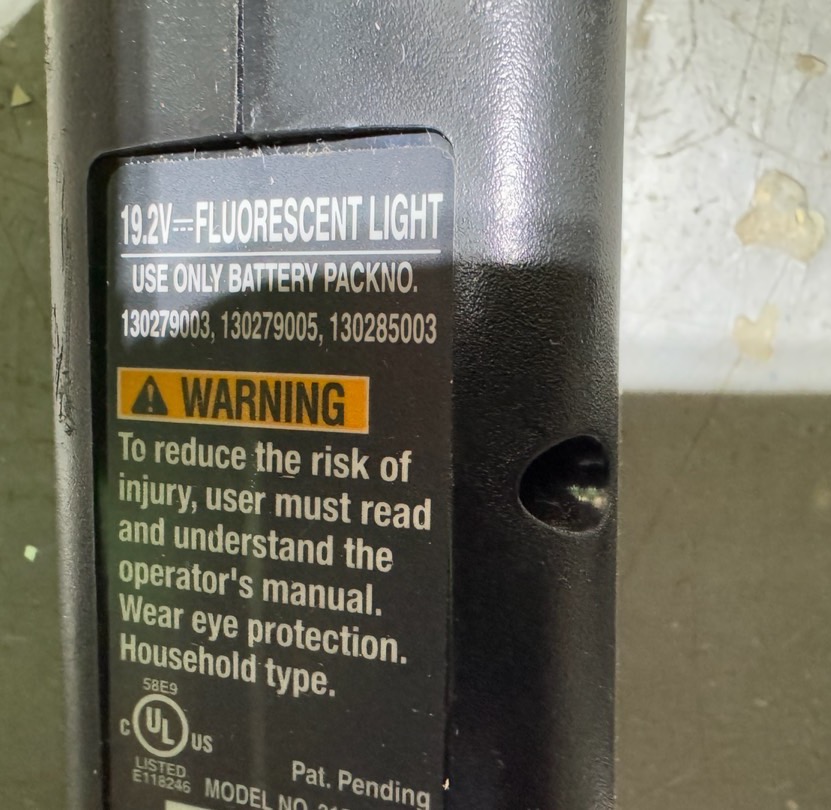 19.2V⎓FLUORESCENT LIGHT
USE ONLY BATTERY PACKNO.
130279003, 130279005, 130285003
⚠ WARNING
To reduce the risk of
injury, user must read
and understand the
operator's manual.
Wear eye protection.
Household type.
58E9
C UL US
LISTED
E118246
Pat. Pending
MODEL NO.